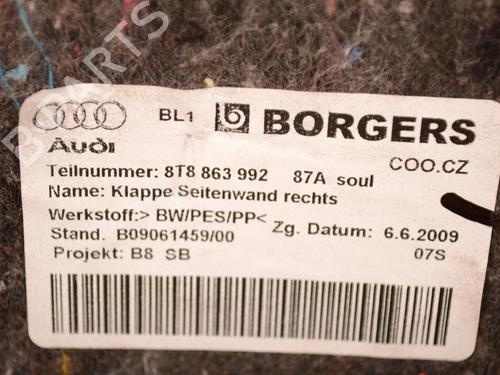 BL1 BORGERS
Audi COO.CZ
Teilnummer: 8T8 863 992 87A soul
Name: Klappe Seitenwand rechts
Werkstoff:> BW/PES/PP< Zg. Datum: 6.6.2009
Stand. B09061459/00 07S
Projekt: B8 SB